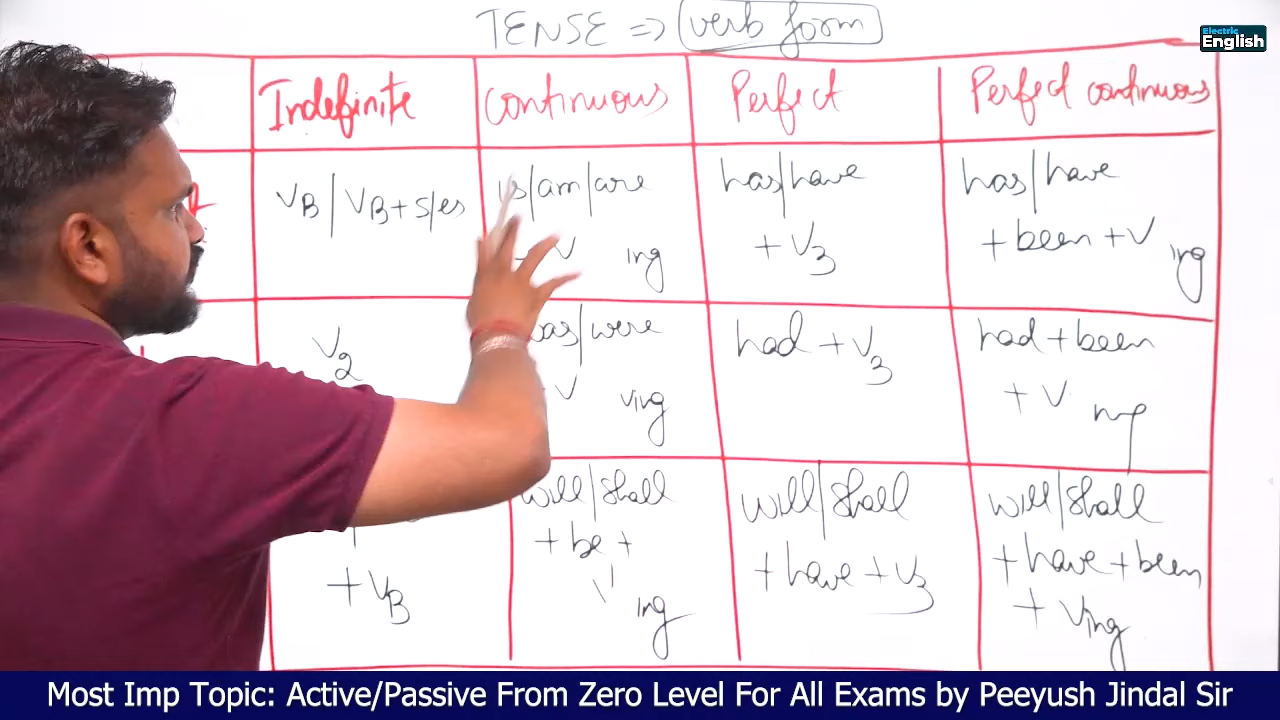 TENSE => verb form
Electric
English
Indefinite
continuous
Perfect
Perfect continuous
VB / VB + s/es
is/am/are
V ing
has/have
+ V3
has/have
+ been + V ing
V2
was/were
V ving
had + V3
had + been
+ V ing
+ VB
will/shall
+ be +
V ing
will/shall
+ have + V3
will/shall
+ have + been
+ Ving
Most Imp Topic: Active/Passive From Zero Level For All Exams by Peeyush Jindal Sir